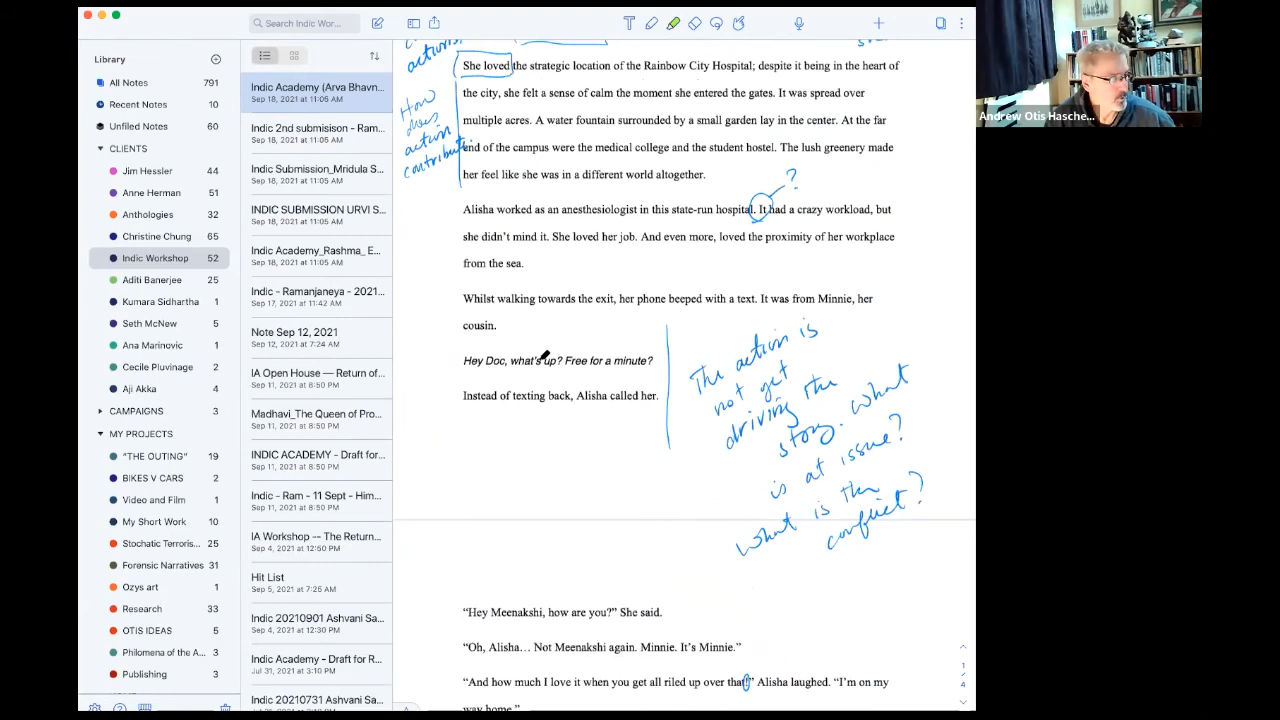 Search Indic Wor...
Library
All Notes 791
Recent Notes 10
Unfiled Notes 60
CLIENTS
Jim Hessler 44
Anne Herman 51
Anthologies 32
Christine Chung 65
Indic Workshop 52
Aditi Banerjee 25
Kumara Sidhartha 1
Seth McNew 5
Ana Marinovic 1
Cecile Pluvinage 2
Aji Akka 4
CAMPAIGNS 3
MY PROJECTS
"THE OUTING" 19
BIKES V CARS 2
Video and Film 1
My Short Work 10
Stochatic Terroris... 25
Forensic Narratives 31
Ozys art 1
Research 33
OTIS IDEAS 5
Philomena of the A... 3
Publishing 3
Indic Academy (Arva Bhavn...
Sep 18, 2021 at 11:05 AM
Indic 2nd submisison - Ram...
Sep 18, 2021 at 11:05 AM
Indic Submission_Mridula S...
Sep 18, 2021 at 11:05 AM
INDIC SUBMISSION URVI S...
Sep 18, 2021 at 11:05 AM
Indic Academy_Rashma_ E...
Sep 18, 2021 at 11:05 AM
Indic - Ramanjaneya - 2021...
Sep 17, 2021 at 11:42 AM
Note Sep 12, 2021
Sep 12, 2021 at 7:24 AM
IA Open House — Return of...
Sep 11, 2021 at 8:50 PM
Madhavi_The Queen of Pro...
Sep 11, 2021 at 8:50 PM
INDIC ACADEMY - Draft for...
Sep 11, 2021 at 8:50 PM
Indic - Ram - 11 Sept - Him...
Sep 11, 2021 at 8:50 PM
IA Workshop -- The Return...
Sep 4, 2021 at 12:50 PM
Hit List
Sep 5, 2021 at 7:25 AM
Indic 20210901 Ashvani Sa...
Sep 4, 2021 at 12:30 PM
Indic Academy - Draft for R...
Jul 31, 2021 at 3:10 PM
Indic 20210731 Ashvani Sa...
How
does
action
contribute.
She loved the strategic location of the Rainbow City Hospital; despite it being in the heart of
the city, she felt a sense of calm the moment she entered the gates. It was spread over
multiple acres. A water fountain surrounded by a small garden lay in the center. At the far
end of the campus were the medical college and the student hostel. The lush greenery made
her feel like she was in a different world altogether.
?
Alisha worked as an anesthesiologist in this state-run hospital. It had a crazy workload, but
she didn't mind it. She loved her job. And even more, loved the proximity of her workplace
from the sea.
Whilst walking towards the exit, her phone beeped with a text. It was from Minnie, her
cousin.
Hey Doc, what's up? Free for a minute?
Instead of texting back, Alisha called her.
The action is
not yet
driving the
story. What
is at issue?
What is the
conflict?
"Hey Meenakshi, how are you?" She said.
"Oh, Alisha… Not Meenakshi again. Minnie. It's Minnie."
"And how much I love it when you get all riled up over that!" Alisha laughed. "I'm on my
way home."
1
4
Andrew Otis Hasche...